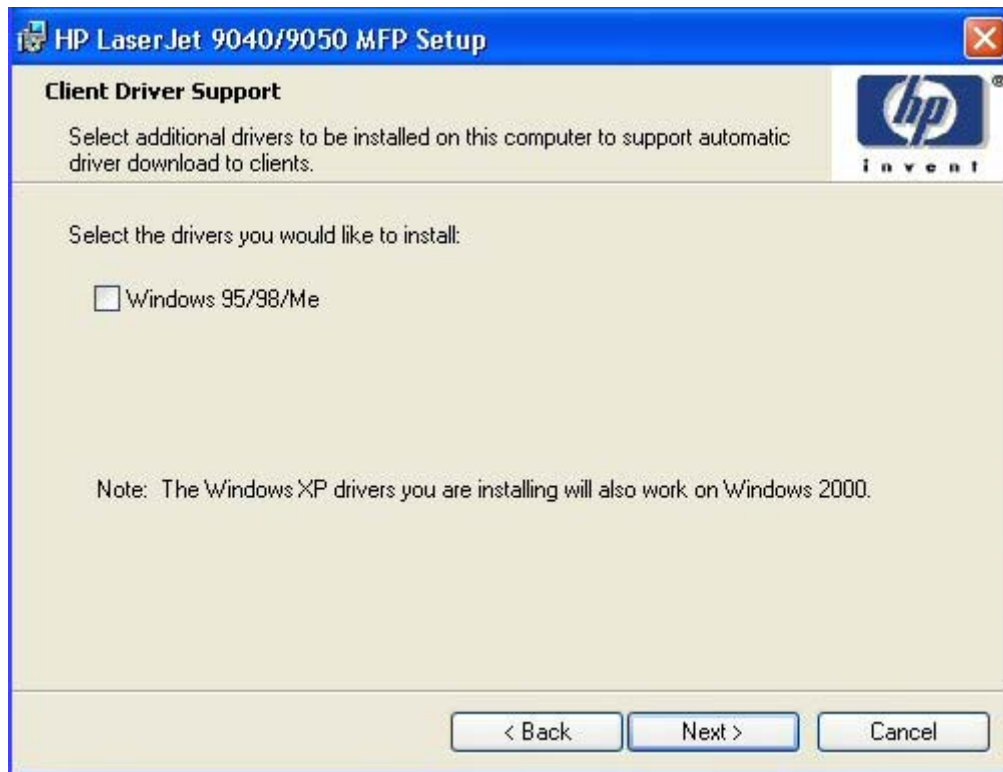 HP LaserJet 9040/9050 MFP Setup
Client Driver Support
Select additional drivers to be installed on this computer to support automatic
driver download to clients.
hp ®
invent
Select the drivers you would like to install:
Windows 95/98/Me
Note: The Windows XP drivers you are installing will also work on Windows 2000.
< Back Next > Cancel